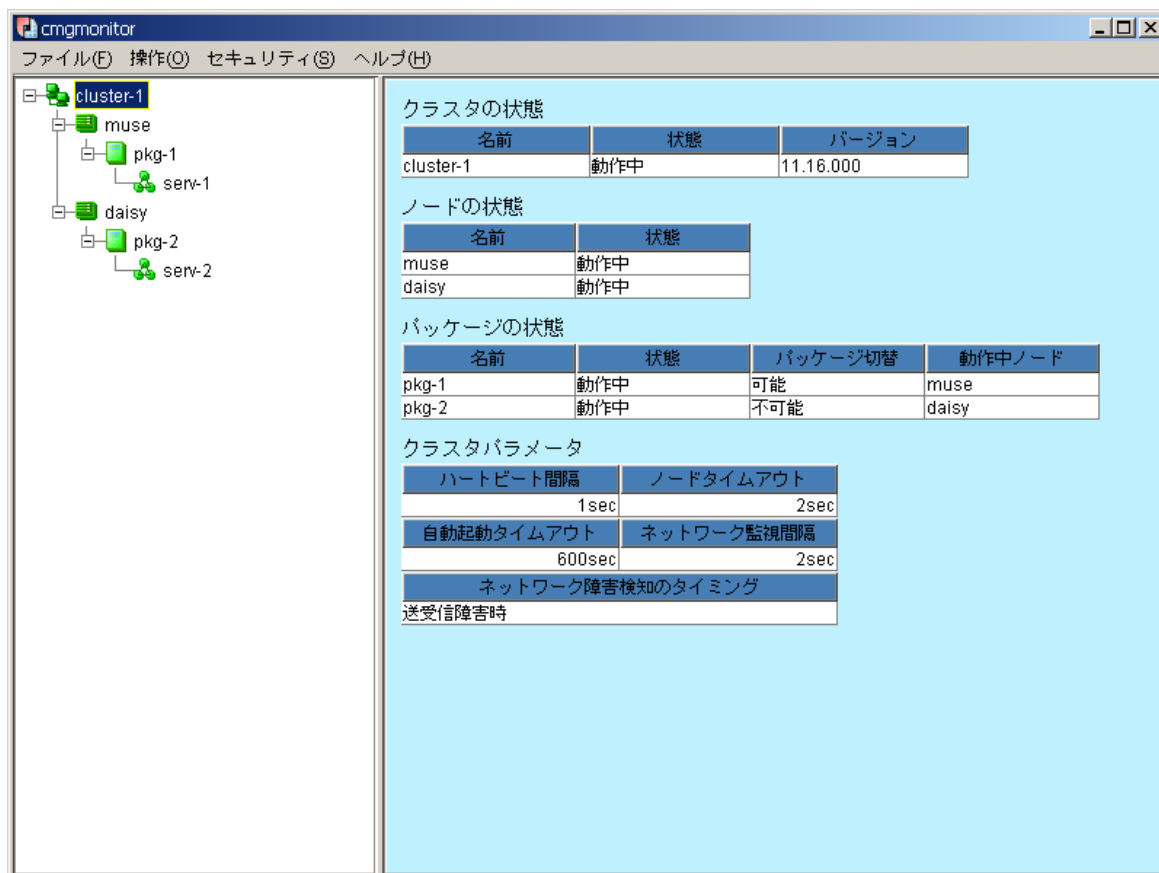 cmgmonitor
ファイル(F) 操作(O) セキュリティ(S) ヘルプ(H)
cluster-1
muse
pkg-1
serv-1
daisy
pkg-2
serv-2
クラスタの状態
名前 状態 バージョン
cluster-1 動作中 11.16.000
ノードの状態
名前 状態
muse 動作中
daisy 動作中
パッケージの状態
名前 状態 パッケージ切替 動作中ノード
pkg-1 動作中 可能 muse
pkg-2 動作中 不可能 daisy
クラスタパラメータ
ハートビート間隔 ノードタイムアウト
1sec 2sec
自動起動タイムアウト ネットワーク監視間隔
600sec 2sec
ネットワーク障害検知のタイミング
送受信障害時